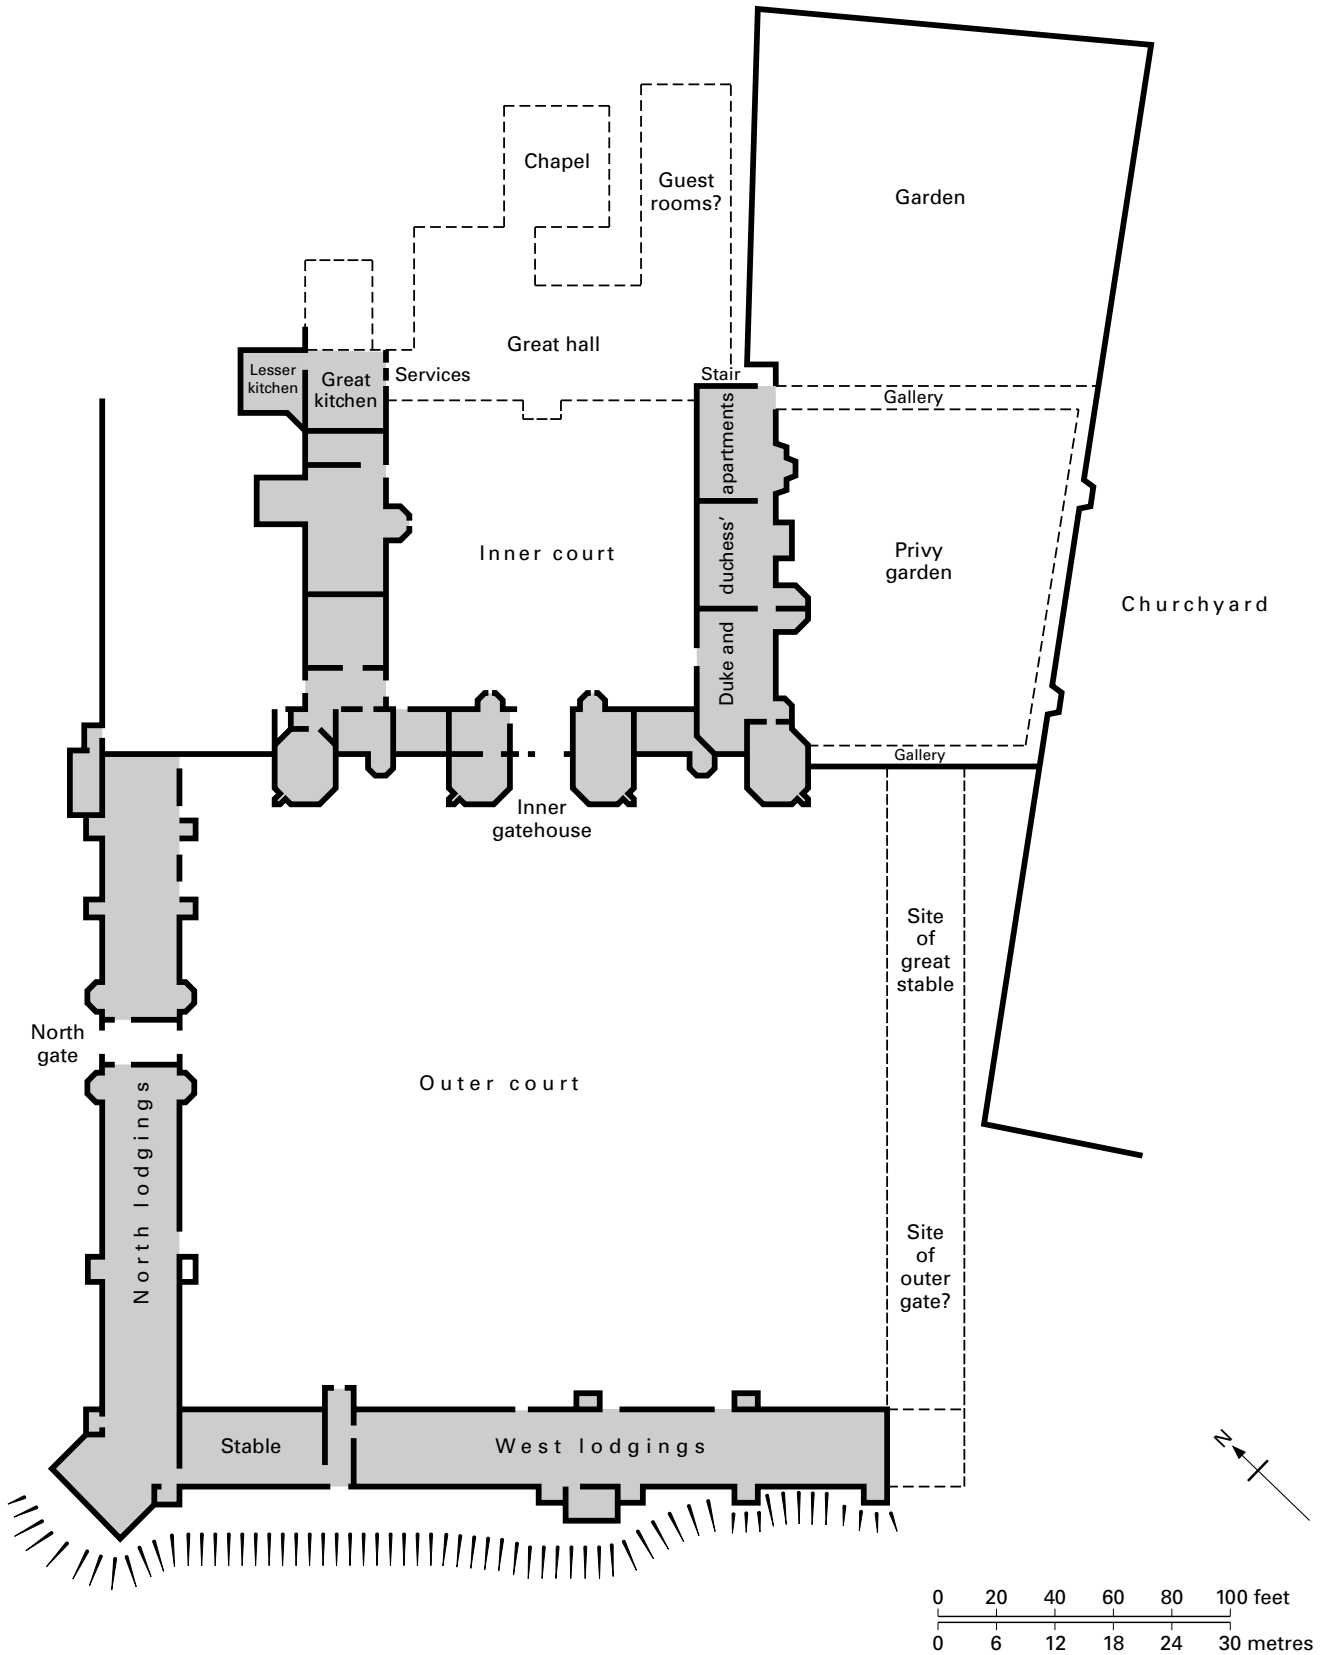 Chapel
Guest
rooms?
Garden
Great hall
Lesser
kitchen
Great
kitchen
Services
Stair
Gallery
Duke and duchess’ apartments
Inner court
Privy
garden
Churchyard
Gallery
Inner
gatehouse
Site
of
great
stable
North
gate
Outer court
North lodgings
Site
of
outer
gate?
Stable
West lodgings
N
0 20 40 60 80 100 feet
0 6 12 18 24 30 metres